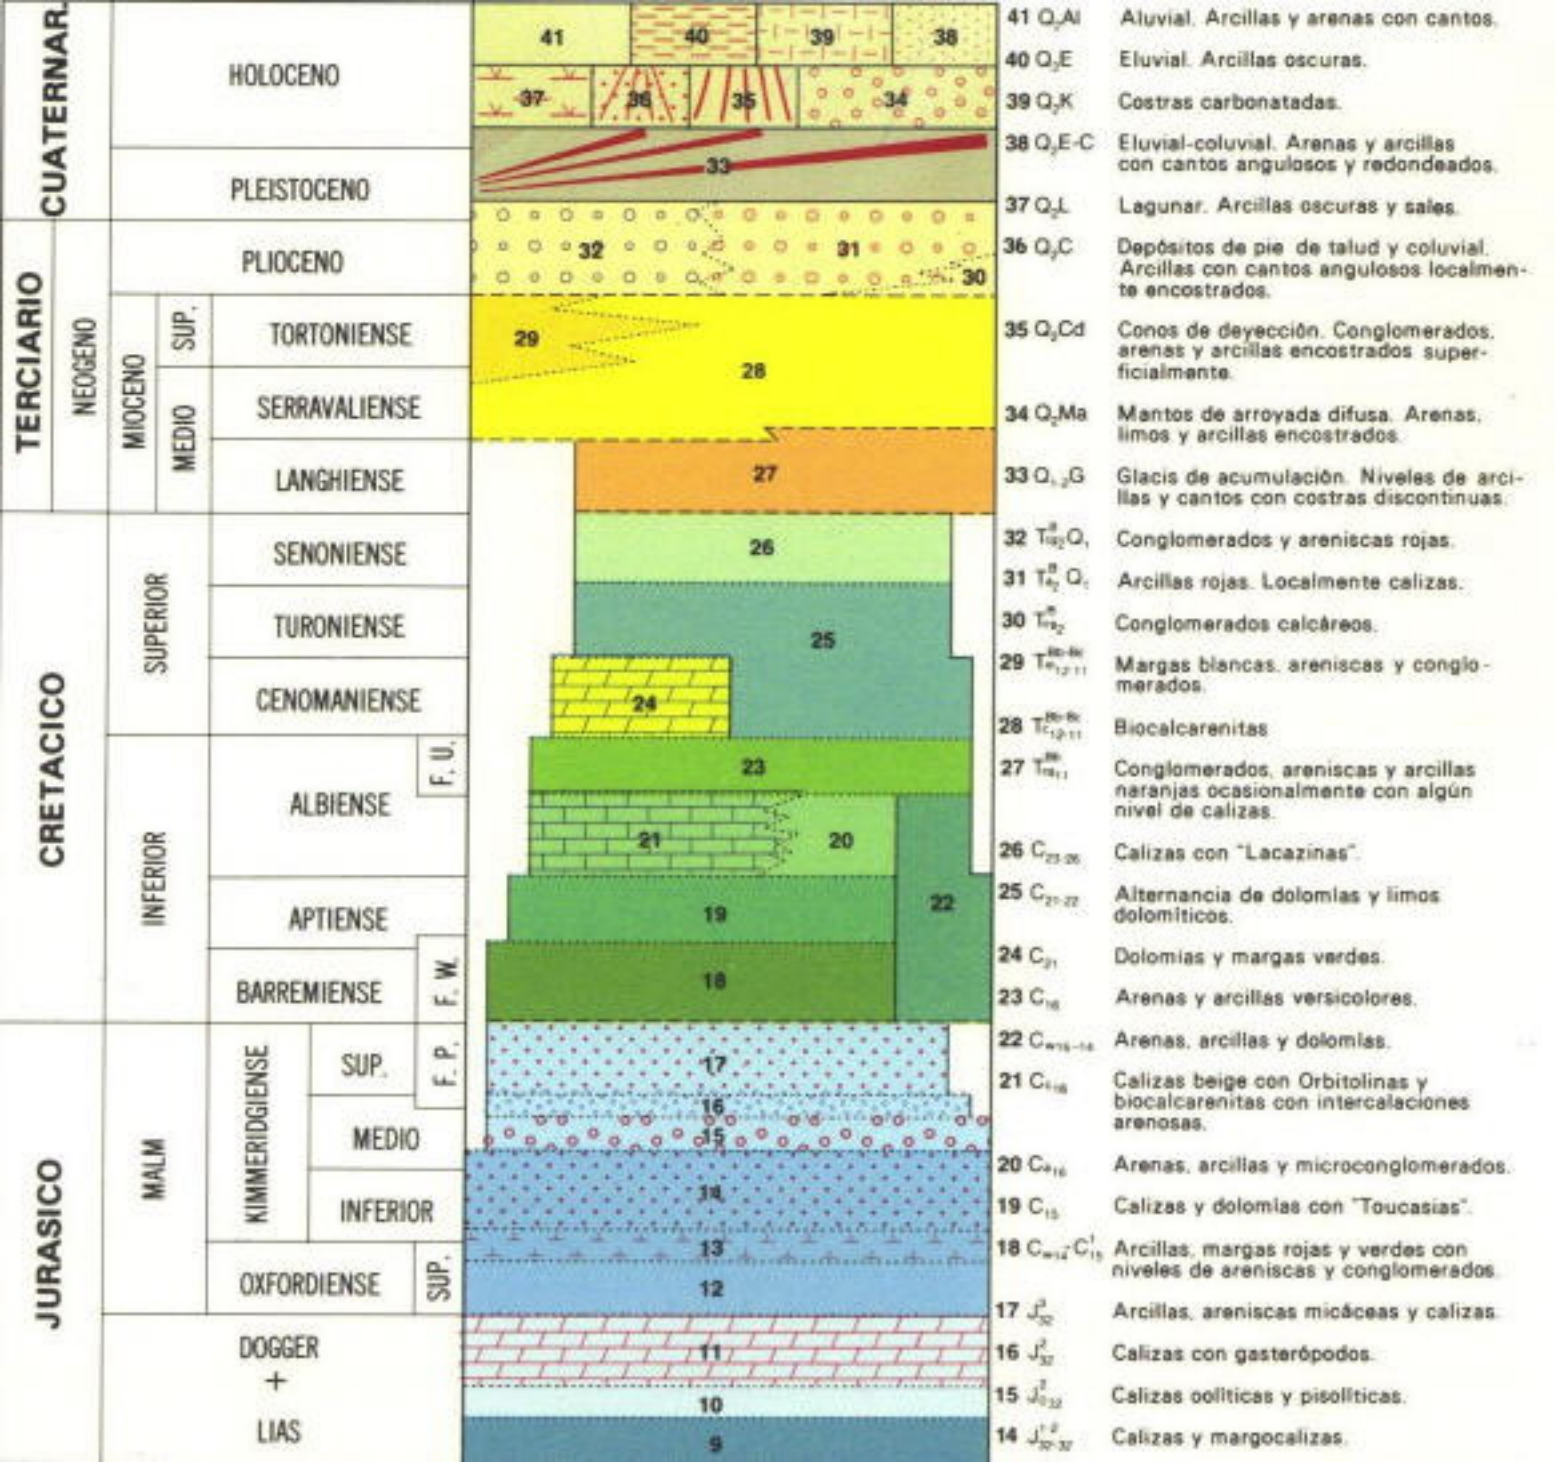 CUATERNAR.
HOLOCENO
PLEISTOCENO
TERCIARIO
NEOGENO
PLIOCENO
MIOCENO
SUP.
TORTONIENSE
MEDIO
SERRAVALIENSE
LANGHIENSE
CRETACICO
SUPERIOR
SENONIENSE
TURONIENSE
CENOMANIENSE
INFERIOR
F. U.
ALBIENSE
APTIENSE
BARREMIENSE
F. W.
JURASICO
MALM
KIMMERIDGIENSE
SUP.
F. P.
MEDIO
INFERIOR
OXFORDIENSE
SUP.
DOGGER
+
LIAS
41 40 39 38
37 36 35 34
33
32 31 30
29
28
27
26
25
24
23
21 20
22
19
18
17
16
15
14
13
12
11
10
9
41 Q₂Al Aluvial. Arcillas y arenas con cantos.
40 Q₂E Eluvial. Arcillas oscuras.
39 Q₂K Costras carbonatadas.
38 Q₂E-C Eluvial-coluvial. Arenas y arcillas
con cantos angulosos y redondeados.
37 Q₂L Lagunar. Arcillas oscuras y sales.
36 Q₂C Depósitos de pie de talud y coluvial.
Arcillas con cantos angulosos localmen-
te encostrados.
35 Q₂Cd Conos de deyección. Conglomerados,
arenas y arcillas encostrados super-
ficialmente.
34 Q₂Ma Mantos de arroyada difusa. Arenas,
limos y arcillas encostrados.
33 Q₁₋₂G Glacis de acumulación. Niveles de arci-
llas y cantos con costras discontinuas.
32 Conglomerados y areniscas rojas.
31 Arcillas rojas. Localmente calizas.
30 Conglomerados calcáreos.
29 Margas blancas, areniscas y conglo-
merados.
28 Biocalcarenitas
27 Conglomerados, areniscas y arcillas
naranjas ocasionalmente con algún
nivel de calizas.
26 C₂₃₋₂₆ Calizas con "Lacazinas".
25 C₂₁₋₂₂ Alternancia de dolomías y limos
dolomíticos.
24 C₂₁ Dolomias y margas verdes.
23 C₁₆ Arenas y arcillas versicolores.
22 Arenas, arcillas y dolomías.
21 Calizas beige con Orbitolinas y
biocalcarenitas con intercalaciones
arenosas.
20 Arenas, arcillas y microconglomerados.
19 C₁₅ Calizas y dolomías con "Toucasias".
18 Arcillas, margas rojas y verdes con
niveles de areniscas y conglomerados
17 J³₃₂ Arcillas, areniscas micáceas y calizas.
16 J²₃₂ Calizas con gasterópodos.
15 Calizas oolíticas y pisolíticas.
14 Calizas y margocalizas.